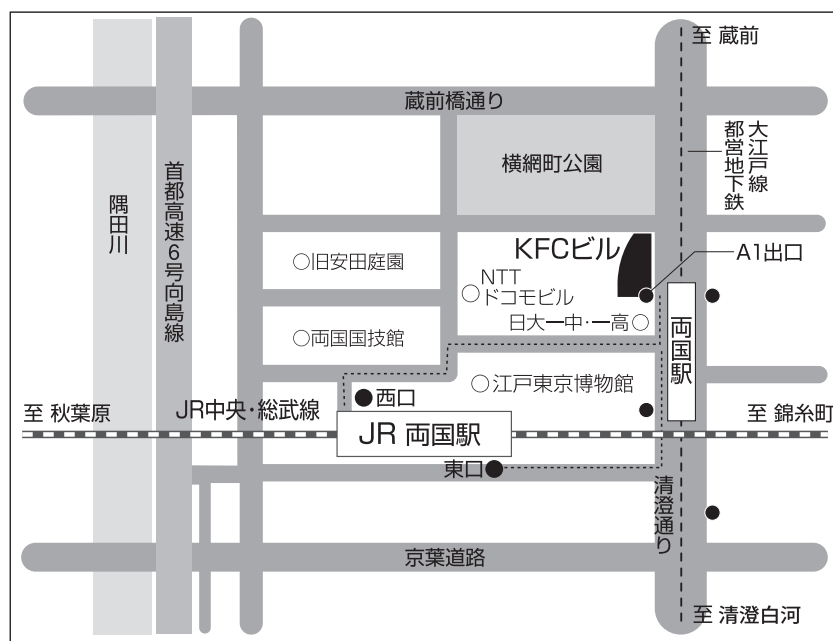 至 蔵前
蔵前橋通り
都営地下鉄
大江戸線
横網町公園
首都高速6号向島線
隅田川
KFCビル
A1出口
○旧安田庭園
NTT
ドコモビル
日大一中・一高
○両国国技館
両国駅
○江戸東京博物館
西口
至 秋葉原
JR中央・総武線
JR 両国駅
至 錦糸町
東口
清澄通り
京葉道路
至 清澄白河